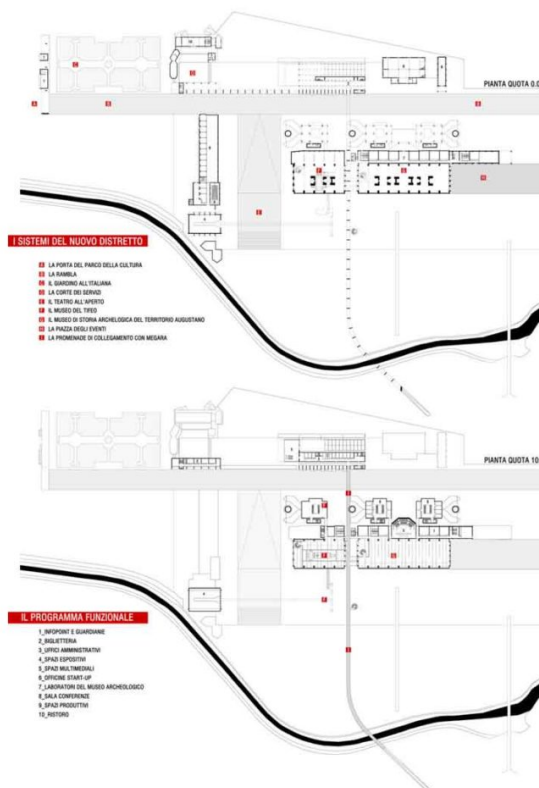 PIANTA QUOTA 0.0
I SISTEMI DEL NUOVO DISTRETTO
A LA PORTA DEL PARCO DELLA CULTURA
B LA RAMBLA
C IL GIARDINO ALL'ITALIANA
D LA CORTE DEI SERVIZI
E IL TEATRO ALL'APERTO
F IL MUSEO DEL TIFEO
G IL MUSEO DI STORIA ARCHELOGICA DEL TERRITORIO AUGUSTANO
H LA PIAZZA DEGLI EVENTI
I LA PROMENADE DI COLLEGAMENTO CON MEGARA
PIANTA QUOTA 10.
IL PROGRAMMA FUNZIONALE
1_INFOPOINT E GUARDIANIE
2_BIGLIETTERIA
3_UFFICI AMMINISTRATIVI
4_SPAZI ESPOSITIVI
5_SPAZI MULTIMEDIALI
6_OFFICINE START-UP
7_LABORATORI DEL MUSEO ARCHEOLOGICO
8_SALA CONFERENZE
9_SPAZI PRODUTTIVI
10_RISTORO